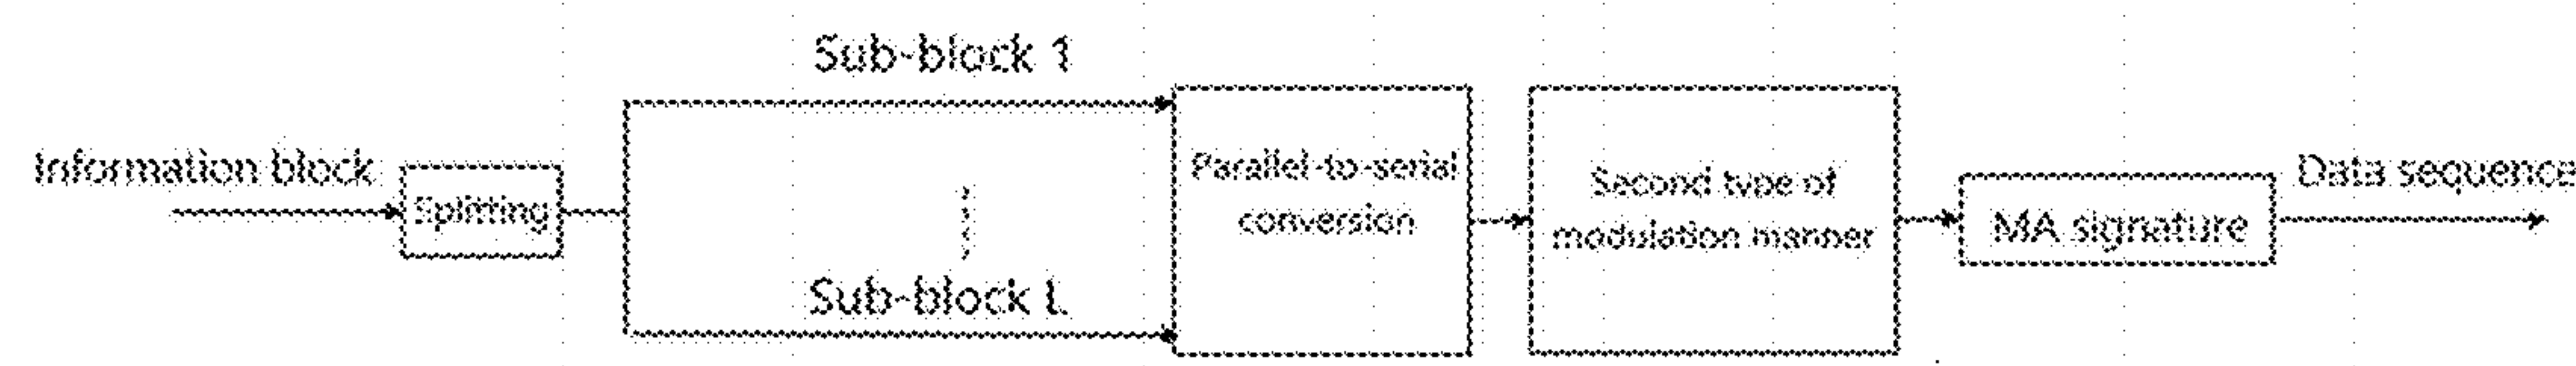 Sub-block 1
Information block
Splitting
Sub-block L
Parallel-to-serial
conversion
Second type of
modulation manner
MA signature
Data sequence